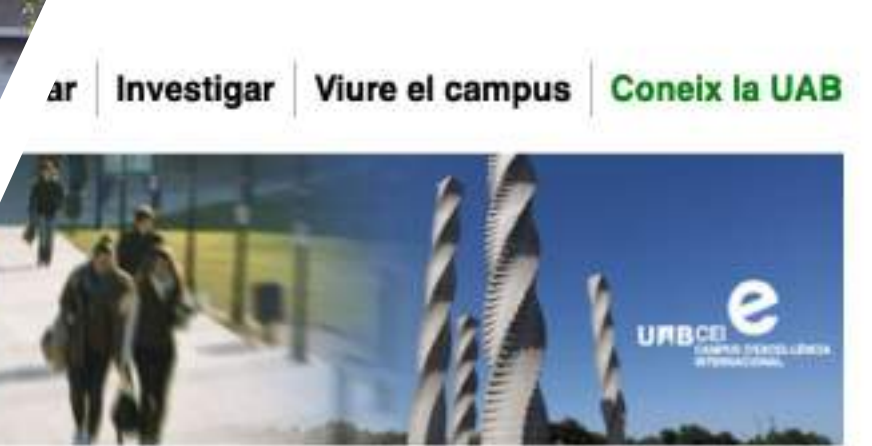 ar
Investigar
Viure el campus
Coneix la UAB
UABCEI
CAMPUS D'EXCEL·LÈNCIA
INTERNACIONAL